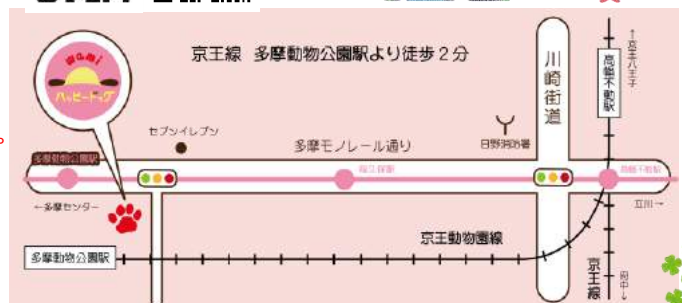 京王線 多摩動物公園駅より徒歩2分
wami
ハッピードッグ
川崎街道
高幡不動駅
↑京王八王子
セブンイレブン
多摩モノレール通り
日野消防署
多摩動物公園駅
程久保駅
高幡不動駅
←多摩センター
立川→
京王動物園線
多摩動物公園駅
京王線
府中↓